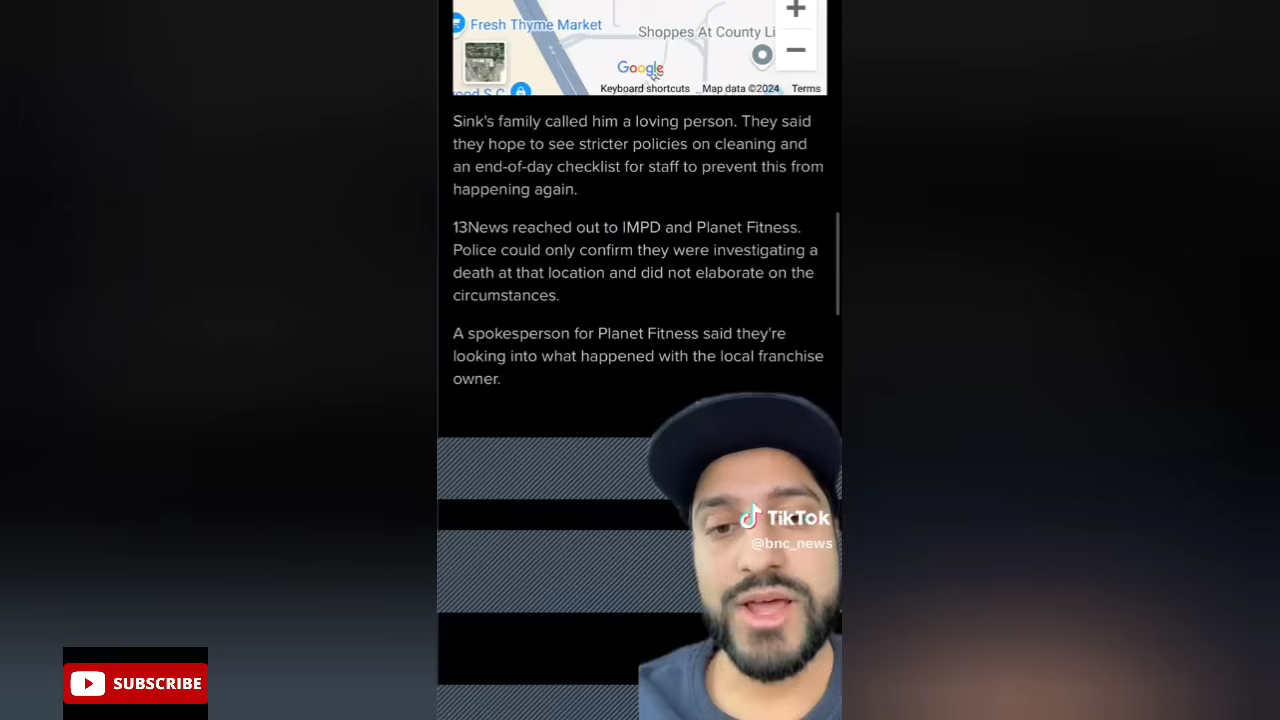 Fresh Thyme Market
Shoppes At County Li
Google
ood S C
Keyboard shortcuts Map data ©2024 Terms
Sink's family called him a loving person. They said
they hope to see stricter policies on cleaning and
an end-of-day checklist for staff to prevent this from
happening again.
13News reached out to IMPD and Planet Fitness.
Police could only confirm they were investigating a
death at that location and did not elaborate on the
circumstances.
A spokesperson for Planet Fitness said they're
looking into what happened with the local franchise
owner.
TikTok
@bnc_news
SUBSCRIBE